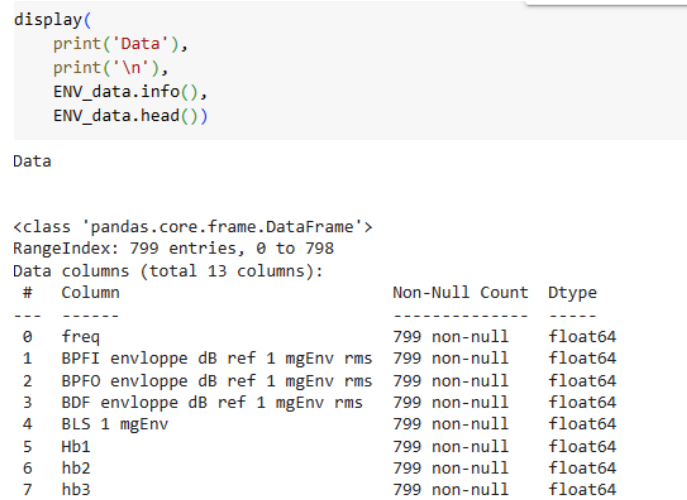 display(
    print('Data'),
    print('\n'),
    ENV_data.info(),
    ENV_data.head())
Data
<class 'pandas.core.frame.DataFrame'>
RangeIndex: 799 entries, 0 to 798
Data columns (total 13 columns):
 #   Column                             Non-Null Count  Dtype
---  ------                             --------------  -----
 0   freq                               799 non-null    float64
 1   BPFI envloppe dB ref 1 mgEnv rms   799 non-null    float64
 2   BPFO envloppe dB ref 1 mgEnv rms   799 non-null    float64
 3   BDF envloppe dB ref 1 mgEnv rms    799 non-null    float64
 4   BLS 1 mgEnv                        799 non-null    float64
 5   Hb1                                799 non-null    float64
 6   hb2                                799 non-null    float64
 7   hb3                                799 non-null    float64